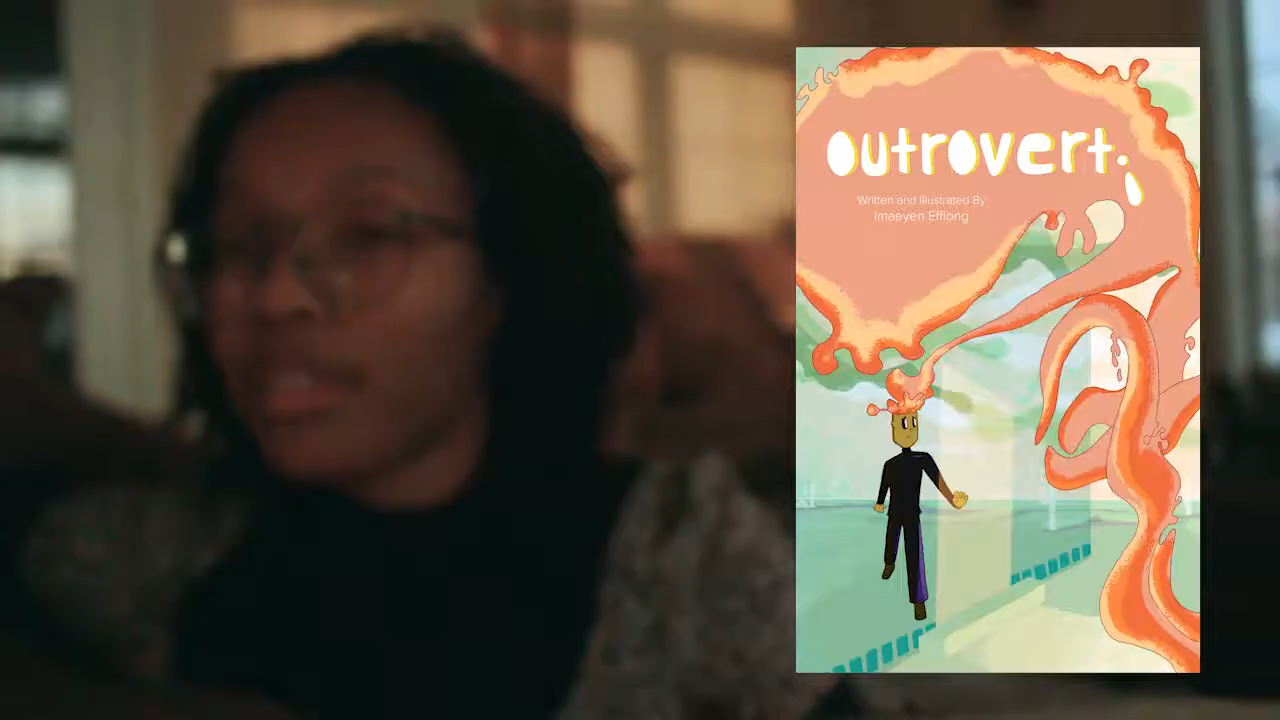 outrovert.
Written and Illustrated By
Imaeyen Effiong